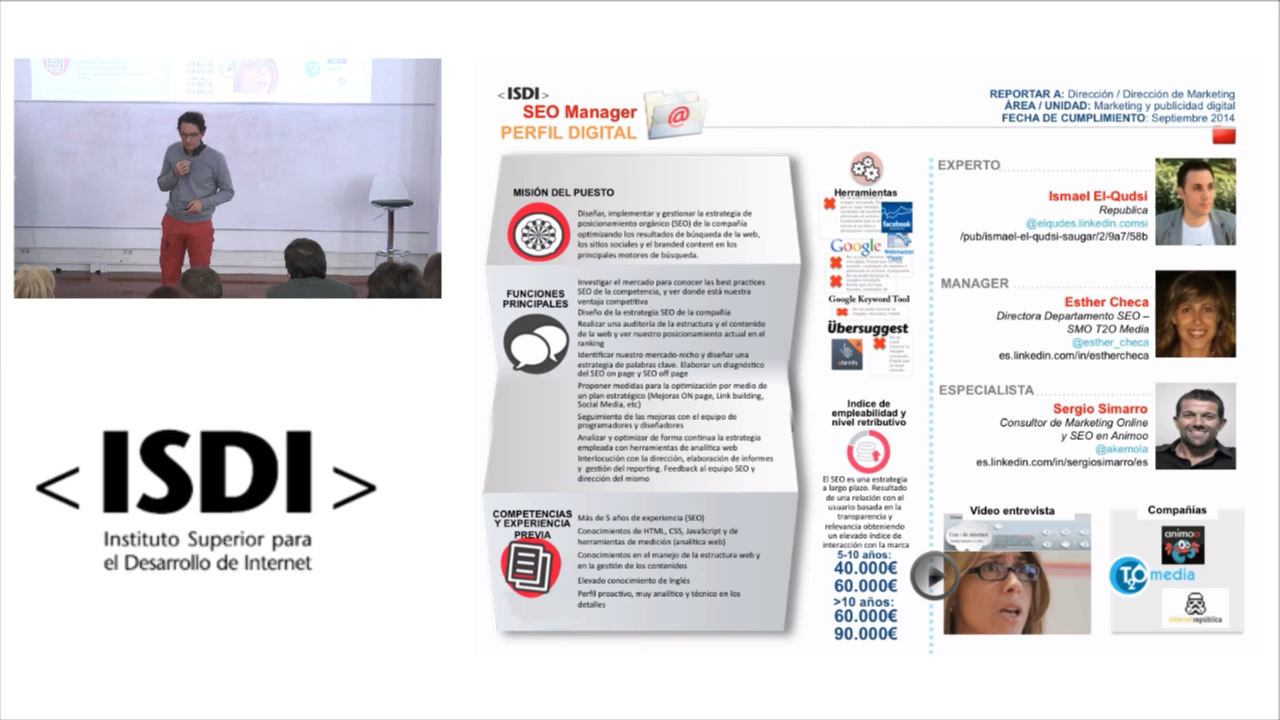 <ISDI>
SEO Manager
PERFIL DIGITAL
REPORTAR A: Dirección / Dirección de Marketing
ÁREA / UNIDAD: Marketing y publicidad digital
FECHA DE CUMPLIMIENTO: Septiembre 2014
MISIÓN DEL PUESTO
Diseñar, implementar y gestionar la estrategia de
posicionamiento orgánico (SEO) de la compañía
optimizando los resultados de búsqueda de la web,
los sitios sociales y el branded content en los
principales motores de búsqueda.
FUNCIONES
PRINCIPALES
Investigar el mercado para conocer las best practices
SEO de la competencia, y ver donde está nuestra
ventaja competitiva
Diseño de la estrategia SEO de la compañía
Realizar una auditoría de la estructura y el contenido
de la web y ver nuestro posicionamiento actual en el
ranking
Identificar nuestro mercado-nicho y diseñar una
estrategia de palabras clave. Elaborar un diagnóstico
del SEO on page y SEO off page
Proponer medidas para la optimización por medio de
un plan estratégico (Mejoras ON page, Link building,
Social Media, etc)
Seguimiento de las mejoras con el equipo de
programadores y diseñadores
Analizar y optimizar de forma continua la estrategia
empleada con herramientas de analítica web
Interlocución con la dirección, elaboración de informes
y gestión del reporting. Feedback al equipo SEO y
dirección del mismo
COMPETENCIAS
Y EXPERIENCIA
PREVIA
Más de 5 años de experiencia (SEO)
Conocimientos de HTML, CSS, JavaScript y de
herramientas de medición (analítica web)
Conocimientos en el manejo de la estructura web y
en la gestión de los contenidos
Elevado conocimiento de Inglés
Perfil proactivo, muy analítico y técnico en los
detalles
Herramientas
facebook
Google
Webmaster
Tools
Google Keyword Tool
Übersuggest
ahrefs
Indice de
empleabilidad y
nivel retributivo
El SEO es una estrategia
a largo plazo. Resultado
de una relación con el
usuario basada en la
transparencia y
relevancia obteniendo
un elevado índice de
interacción con la marca
5-10 años:
40.000€
60.000€
>10 años:
60.000€
90.000€
EXPERTO
Ismael El-Qudsi
Republica
@elqudes.linkedin.comsi
/pub/ismael-el-qudsi-saugar/2/9a7/58b
MANAGER
Esther Checa
Directora Departamento SEO –
SMO T2O Media
@esther_checa
es.linkedin.com/in/esthercheca
ESPECIALISTA
Sergio Simarro
Consultor de Marketing Online
y SEO en Animoo
@akemola
es.linkedin.com/in/sergiosimarro/es
Video entrevista
Compañías
animoo
T2O media
internetrepública
<ISDI>
Instituto Superior para
el Desarrollo de Internet